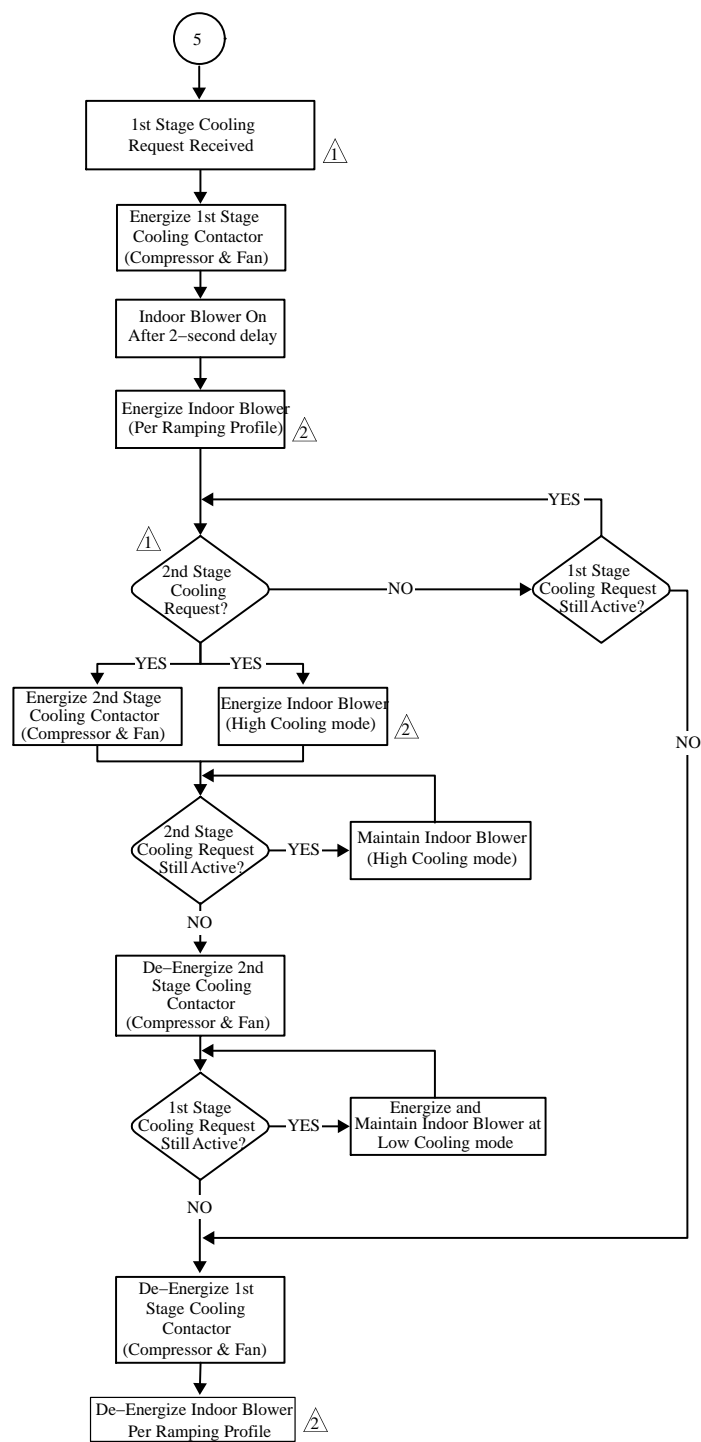 5
1st Stage Cooling
Request Received
1
Energize 1st Stage
Cooling Contactor
(Compressor & Fan)
Indoor Blower On
After 2−second delay
Energize Indoor Blower
(Per Ramping Profile)
2
YES
1
2nd Stage
Cooling
Request?
NO
1st Stage
Cooling Request
Still Active?
YES
YES
Energize 2nd Stage
Cooling Contactor
(Compressor & Fan)
Energize Indoor Blower
(High Cooling mode)
2
NO
2nd Stage
Cooling Request
Still Active?
YES
Maintain Indoor Blower
(High Cooling mode)
NO
De−Energize 2nd
Stage Cooling
Contactor
(Compressor & Fan)
1st Stage
Cooling Request
Still Active?
YES
Energize and
Maintain Indoor Blower at
Low Cooling mode
NO
De−Energize 1st
Stage Cooling
Contactor
(Compressor & Fan)
De−Energize Indoor Blower
Per Ramping Profile
2